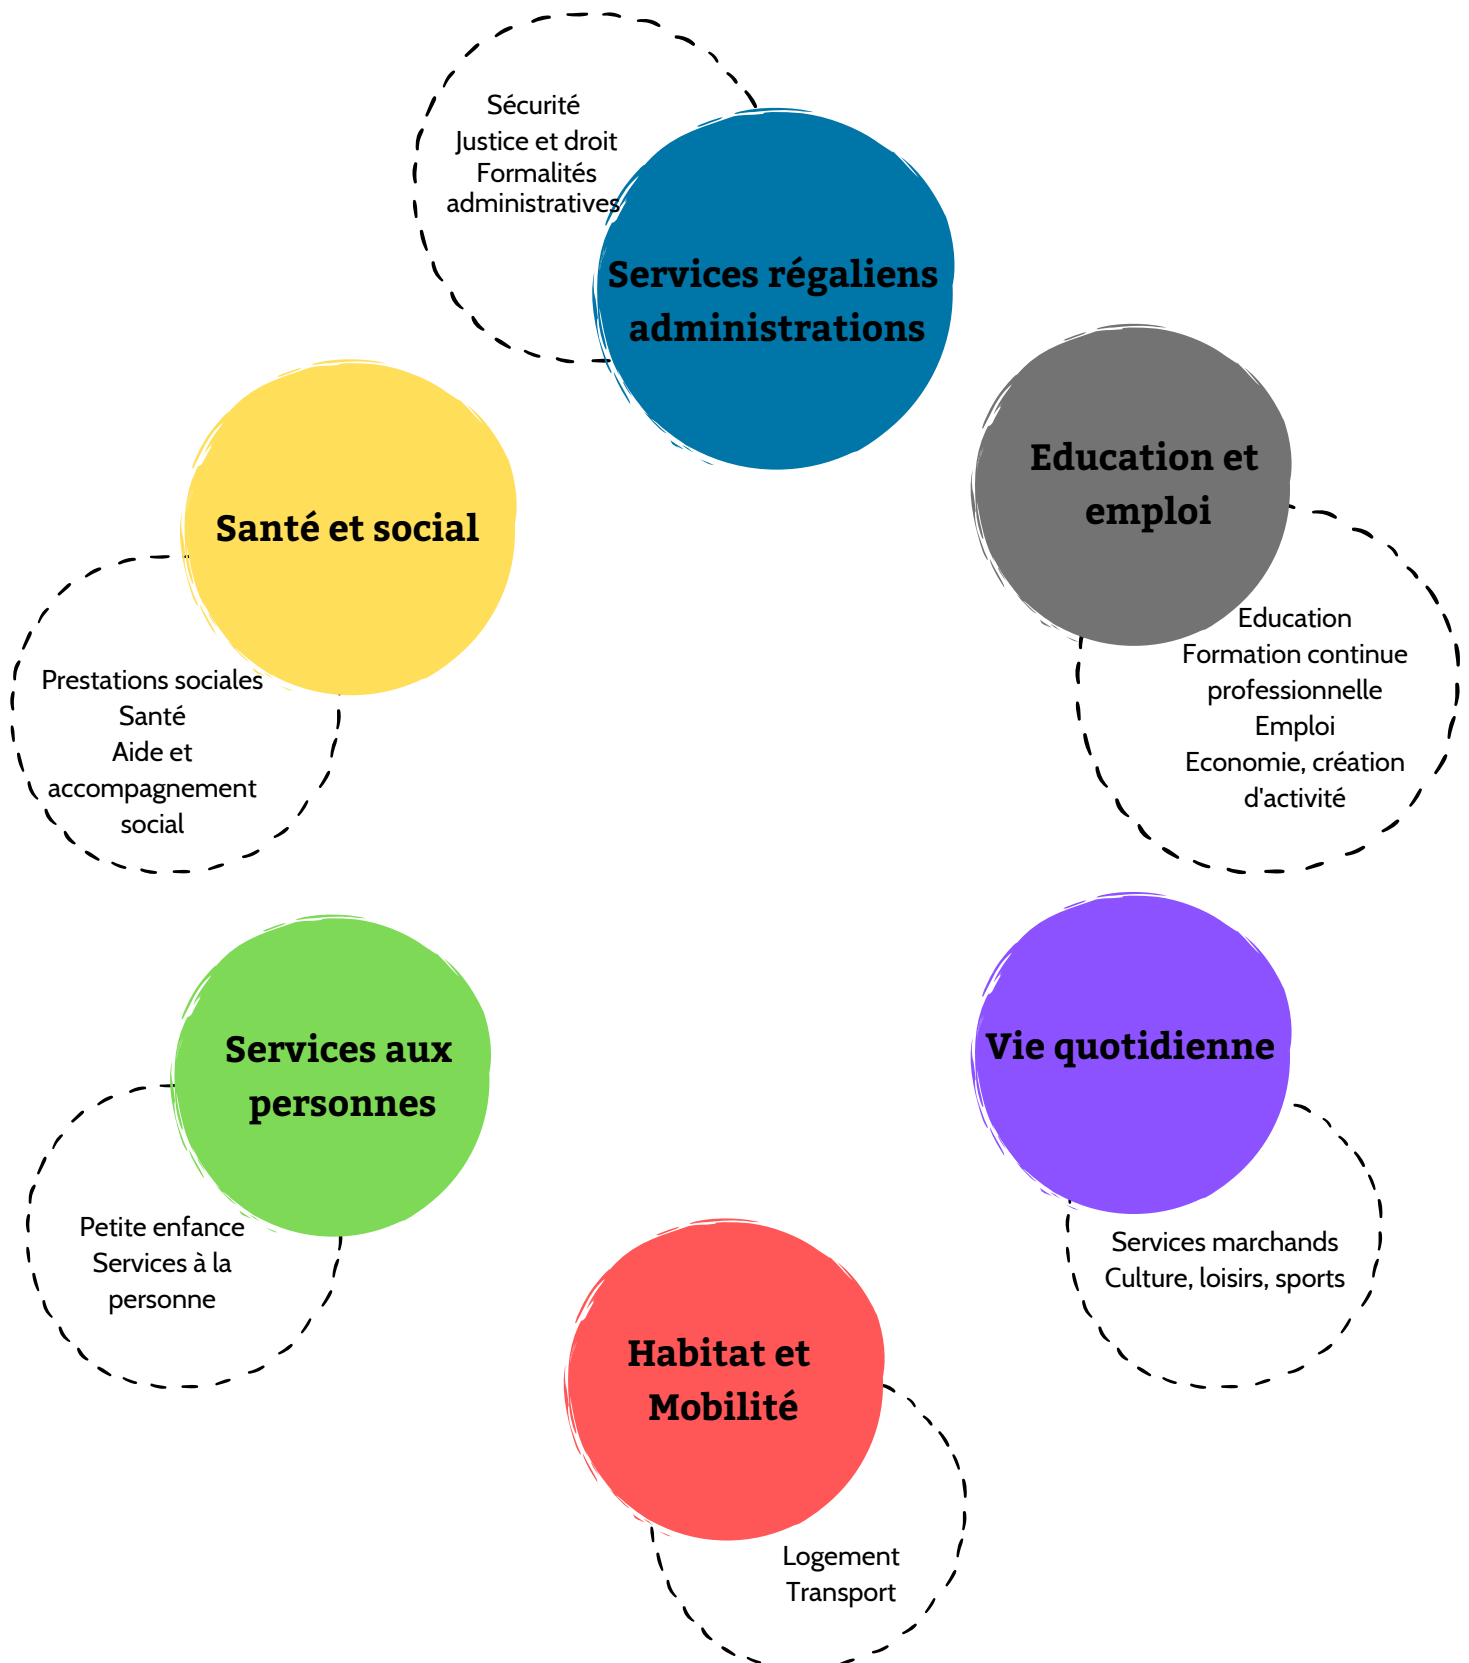 Sécurité
Justice et droit
Formalités
administratives
Services régaliens
administrations
Education et
emploi
Education
Formation continue
professionnelle
Emploi
Economie, création
d'activité
Santé et social
Prestations sociales
Santé
Aide et
accompagnement
social
Services aux
personnes
Petite enfance
Services à la
personne
Vie quotidienne
Services marchands
Culture, loisirs, sports
Habitat et
Mobilité
Logement
Transport